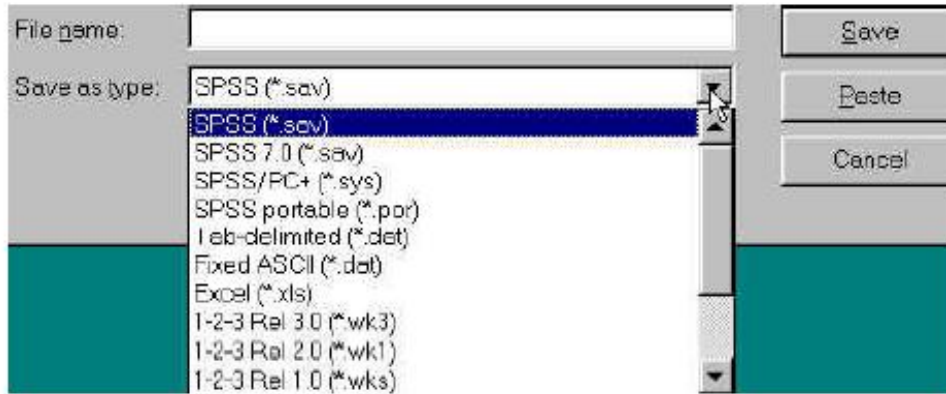 File name:
Save
Save as type:
SPSS (*.sav)
Paste
SPSS (*.sav)
SPSS 7.0 (*.sav)
Cancel
SPSS/PC+ (*.sys)
SPSS portable (*.por)
Tab-delimited (*.dat)
Fixed ASCII (*.dat)
Excel (*.xls)
1-2-3 Rel 3.0 (*.wk3)
1-2-3 Rel 2.0 (*.wk1)
1-2-3 Rel 1.0 (*.wks)